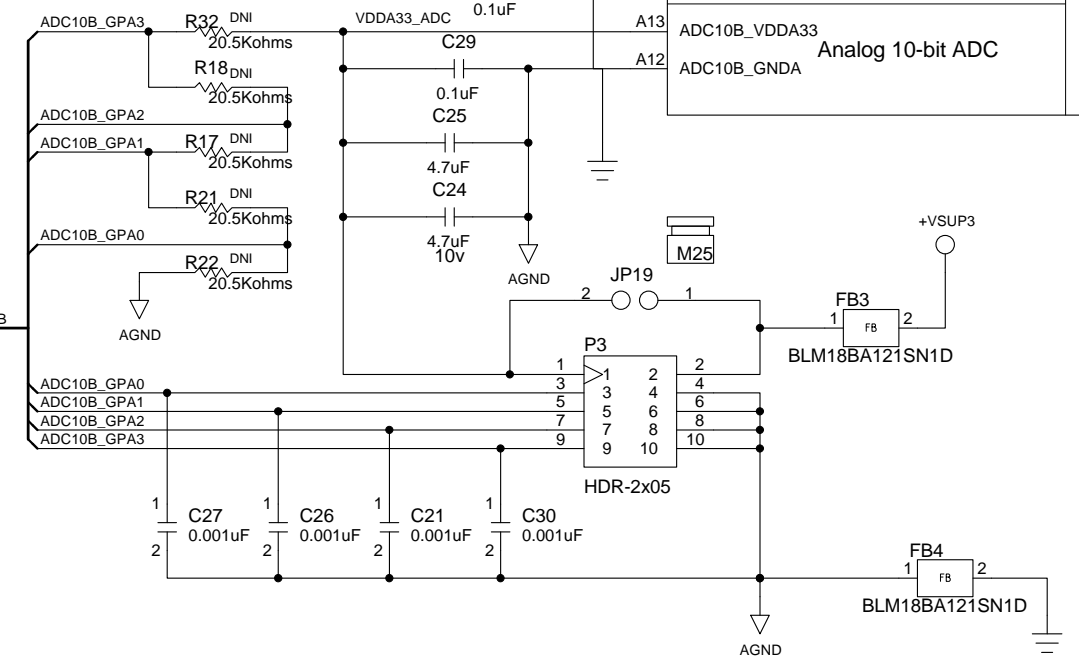 ADC10B_GPA3
R32 DNI
20.5Kohms
VDDA33_ADC
0.1uF
A13
ADC10B_VDDA33
Analog 10-bit ADC
A12
ADC10B_GNDA
C29
0.1uF
R18 DNI
20.5Kohms
ADC10B_GPA2
C25
4.7uF
ADC10B_GPA1
R17 DNI
20.5Kohms
C24
4.7uF
10v
R21 DNI
20.5Kohms
ADC10B_GPA0
R22 DNI
20.5Kohms
AGND
AGND
M25
+VSUP3
JP19
2 1
FB3
1 FB 2
BLM18BA121SN1D
B
P3
1 1 2 2
ADC10B_GPA0 3 3 4 4
ADC10B_GPA1 5 5 6 6
ADC10B_GPA2 7 7 8 8
ADC10B_GPA3 9 9 10 10
HDR-2x05
1 C27 1 C26 1 C21 1 C30
0.001uF 0.001uF 0.001uF 0.001uF
2 2 2 2
FB4
1 FB 2
BLM18BA121SN1D
AGND